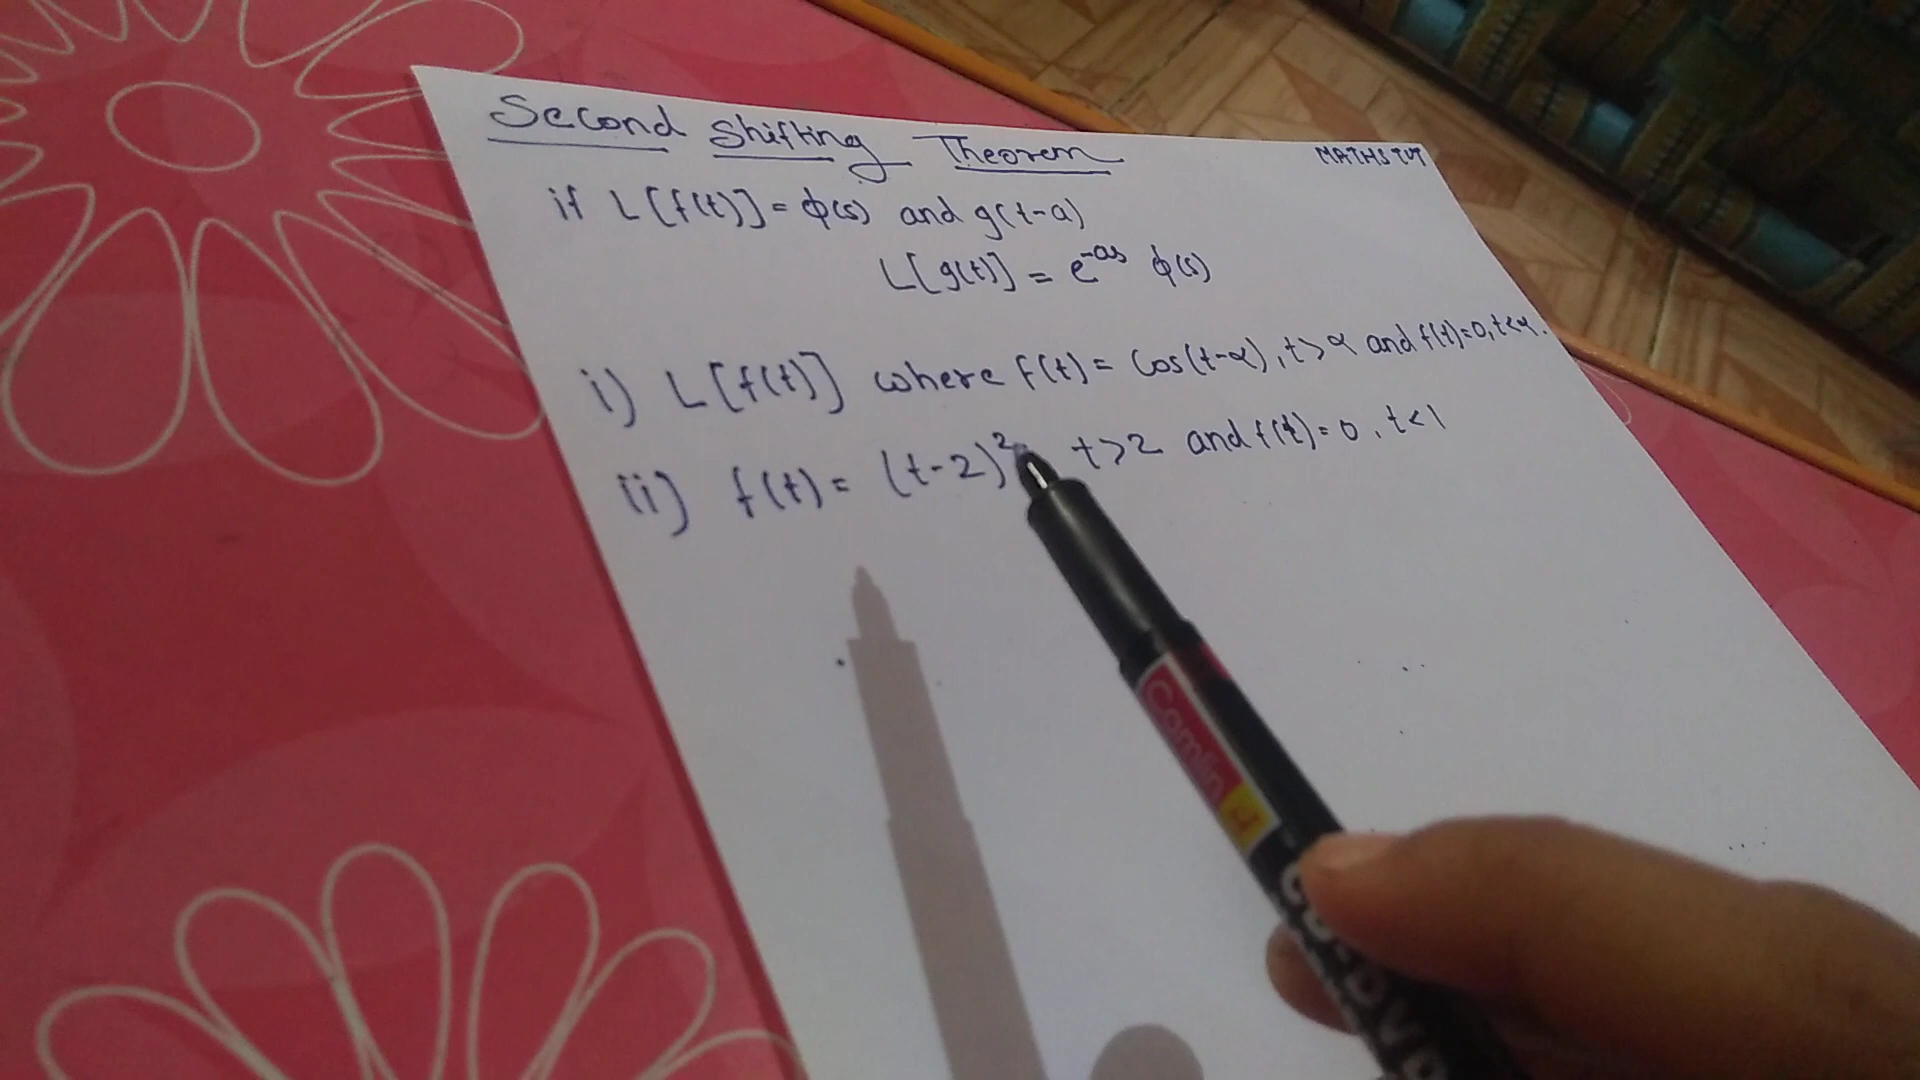 Second Shifting Theorem
MATHS TUT
if L[f(t)] = ϕ(s) and g(t-a)
L[g(t)] = e^-as ϕ(s)
i) L[f(t)] where f(t) = Cos(t-α), t>α and f(t)=0, t<α.
ii) f(t) = (t-2)² t>2 and f(t)=0, t<1
Camlin